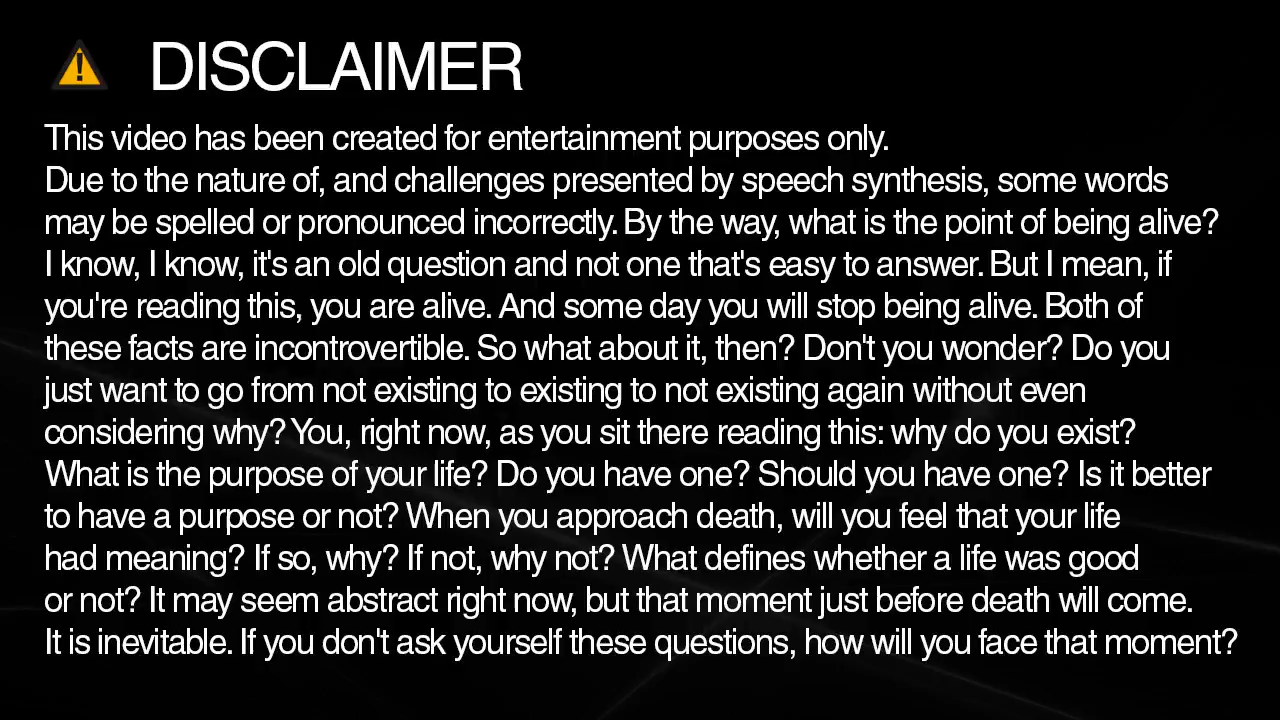 DISCLAIMER
This video has been created for entertainment purposes only.
Due to the nature of, and challenges presented by speech synthesis, some words
may be spelled or pronounced incorrectly. By the way, what is the point of being alive?
I know, I know, it's an old question and not one that's easy to answer. But I mean, if
you're reading this, you are alive. And some day you will stop being alive. Both of
these facts are incontrovertible. So what about it, then? Don't you wonder? Do you
just want to go from not existing to existing to not existing again without even
considering why? You, right now, as you sit there reading this: why do you exist?
What is the purpose of your life? Do you have one? Should you have one? Is it better
to have a purpose or not? When you approach death, will you feel that your life
had meaning? If so, why? If not, why not? What defines whether a life was good
or not? It may seem abstract right now, but that moment just before death will come.
It is inevitable. If you don't ask yourself these questions, how will you face that moment?